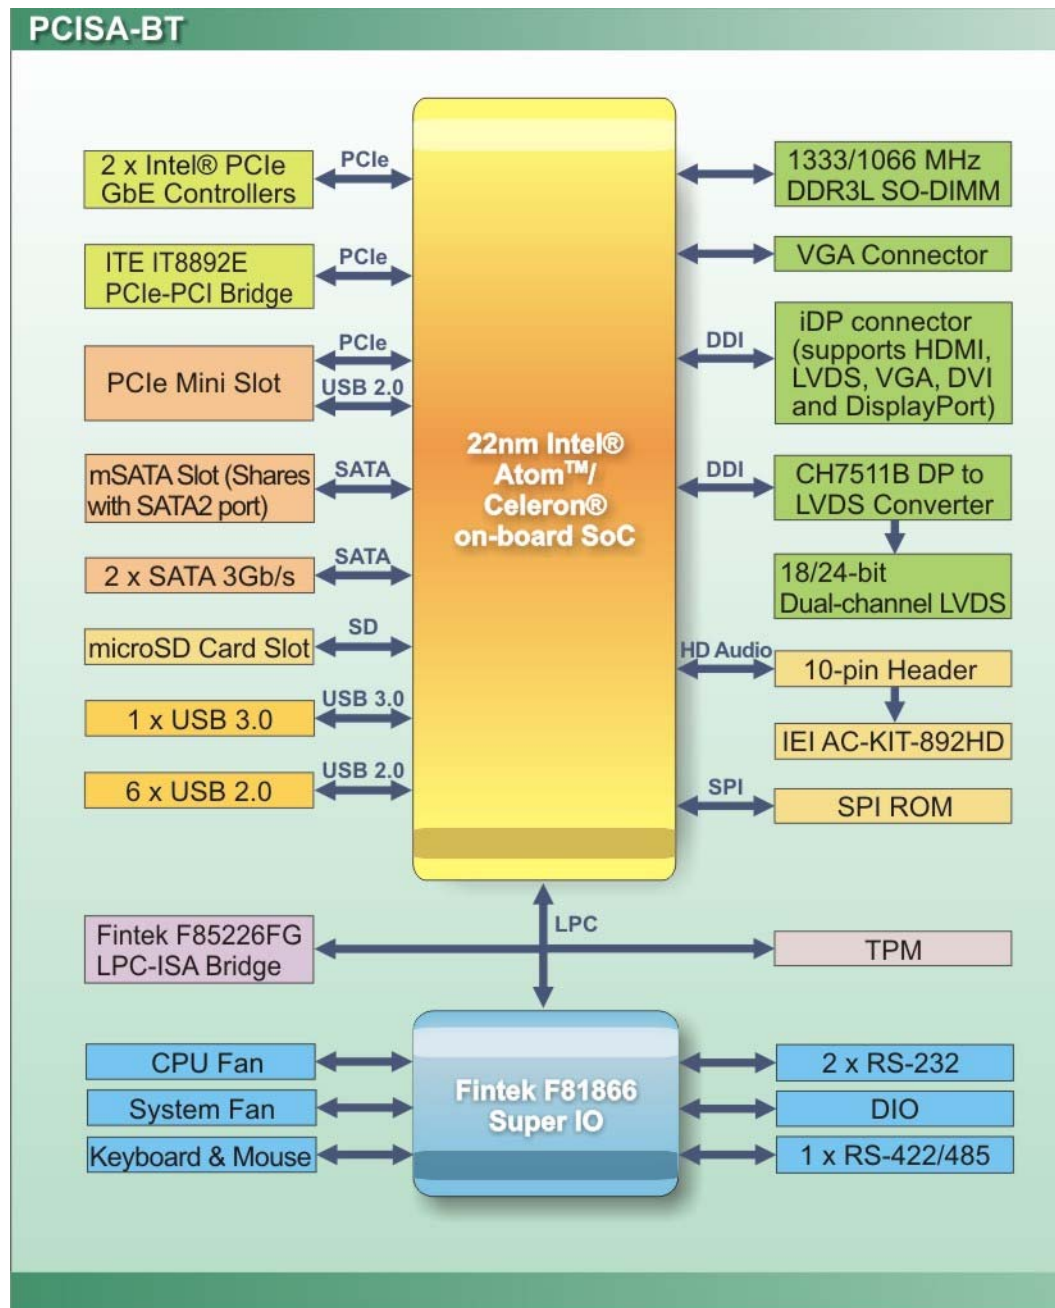 PCISA-BT
2 x Intel® PCIe
GbE Controllers
PCIe
ITE IT8892E
PCIe-PCI Bridge
PCIe
PCIe Mini Slot
PCIe
USB 2.0
mSATA Slot (Shares
with SATA2 port)
SATA
2 x SATA 3Gb/s
SATA
microSD Card Slot
SD
1 x USB 3.0
USB 3.0
6 x USB 2.0
USB 2.0
22nm Intel®
Atom™/
Celeron®
on-board SoC
1333/1066 MHz
DDR3L SO-DIMM
VGA Connector
DDI
iDP connector
(supports HDMI,
LVDS, VGA, DVI
and DisplayPort)
DDI
CH7511B DP to
LVDS Converter
18/24-bit
Dual-channel LVDS
HD Audio
10-pin Header
IEI AC-KIT-892HD
SPI
SPI ROM
LPC
Fintek F85226FG
LPC-ISA Bridge
TPM
CPU Fan
System Fan
Keyboard & Mouse
Fintek F81866
Super IO
2 x RS-232
DIO
1 x RS-422/485